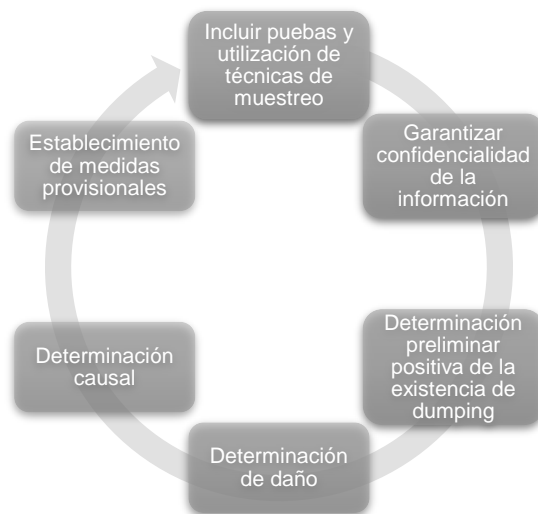 Incluir puebas y
utilización de
técnicas de
muestreo
Garantizar
confidencialidad
de la
información
Determinación
preliminar
positiva de la
existencia de
dumping
Determinación
de daño
Determinación
causal
Establecimiento
de medidas
provisionales